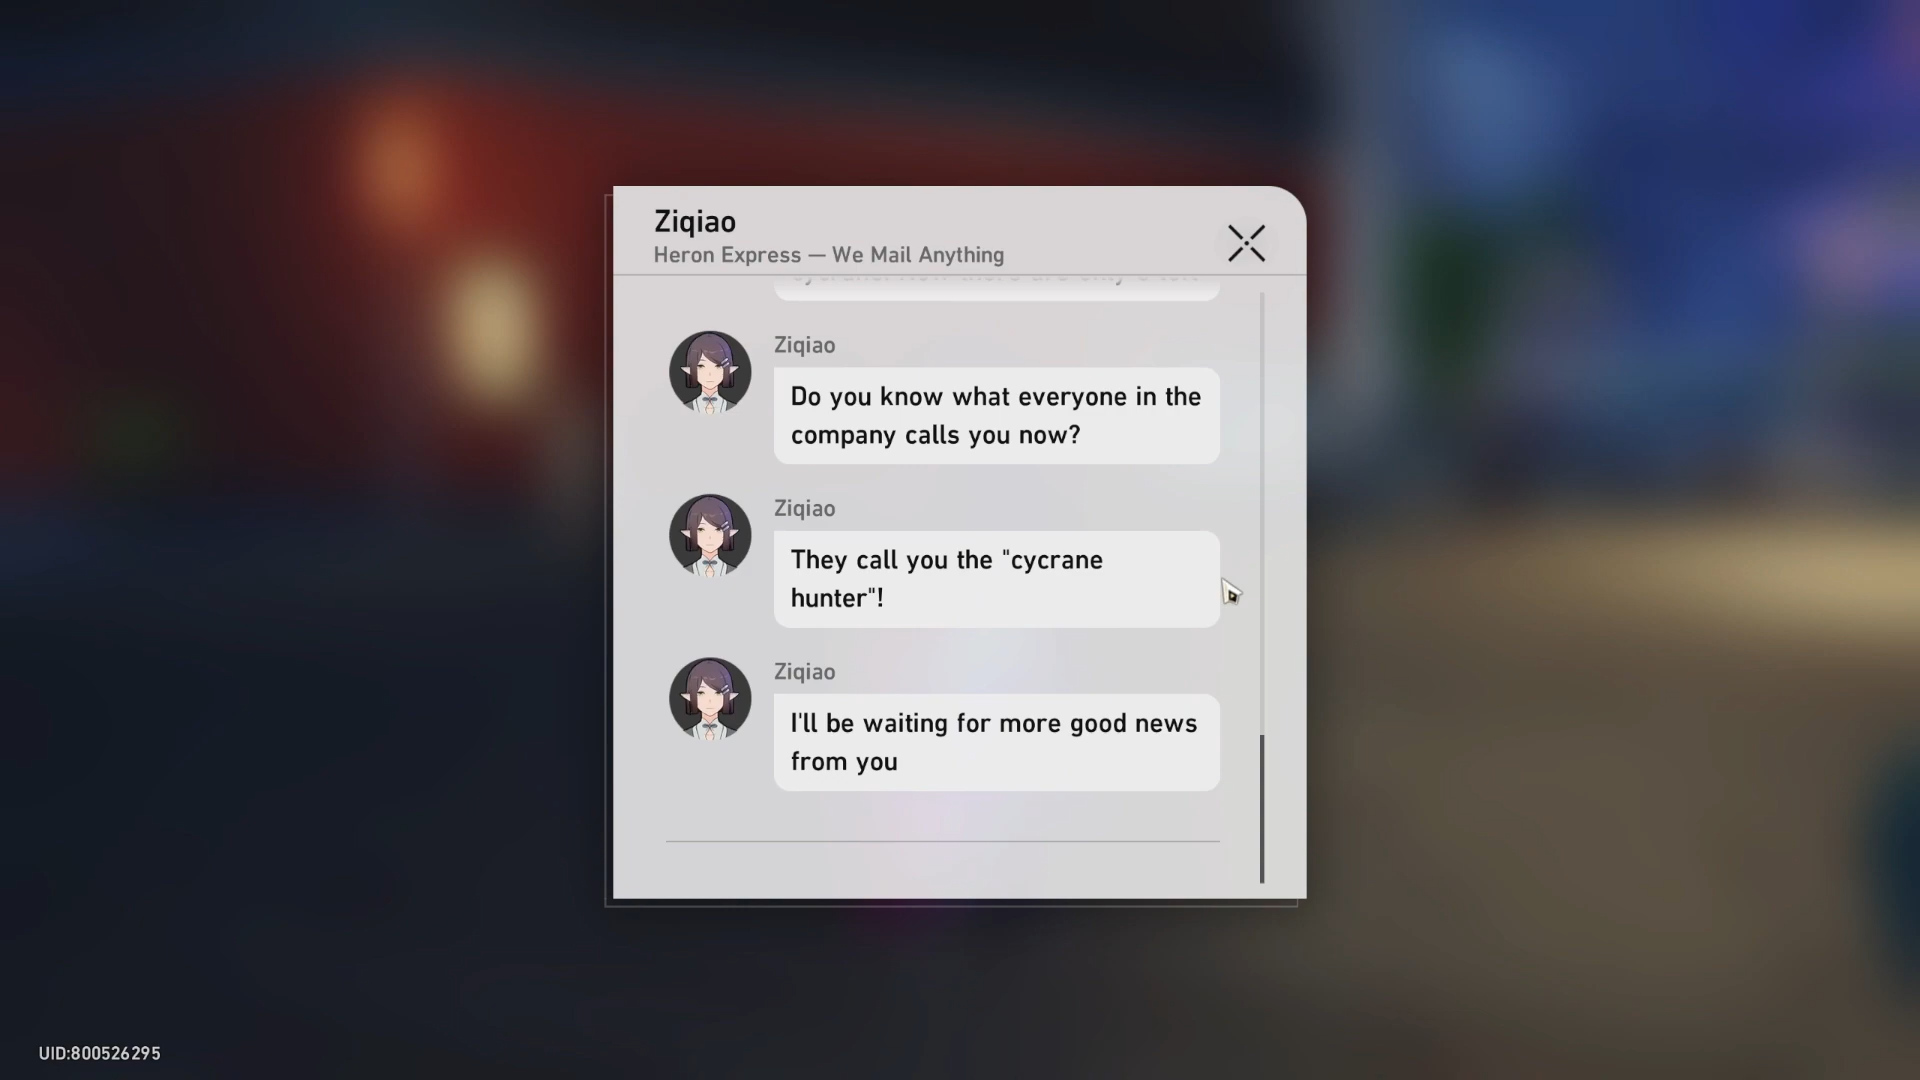 Ziqiao
Heron Express — We Mail Anything
Ziqiao
Do you know what everyone in the
company calls you now?
Ziqiao
They call you the "cycrane
hunter"!
Ziqiao
I'll be waiting for more good news
from you
UID:800526295